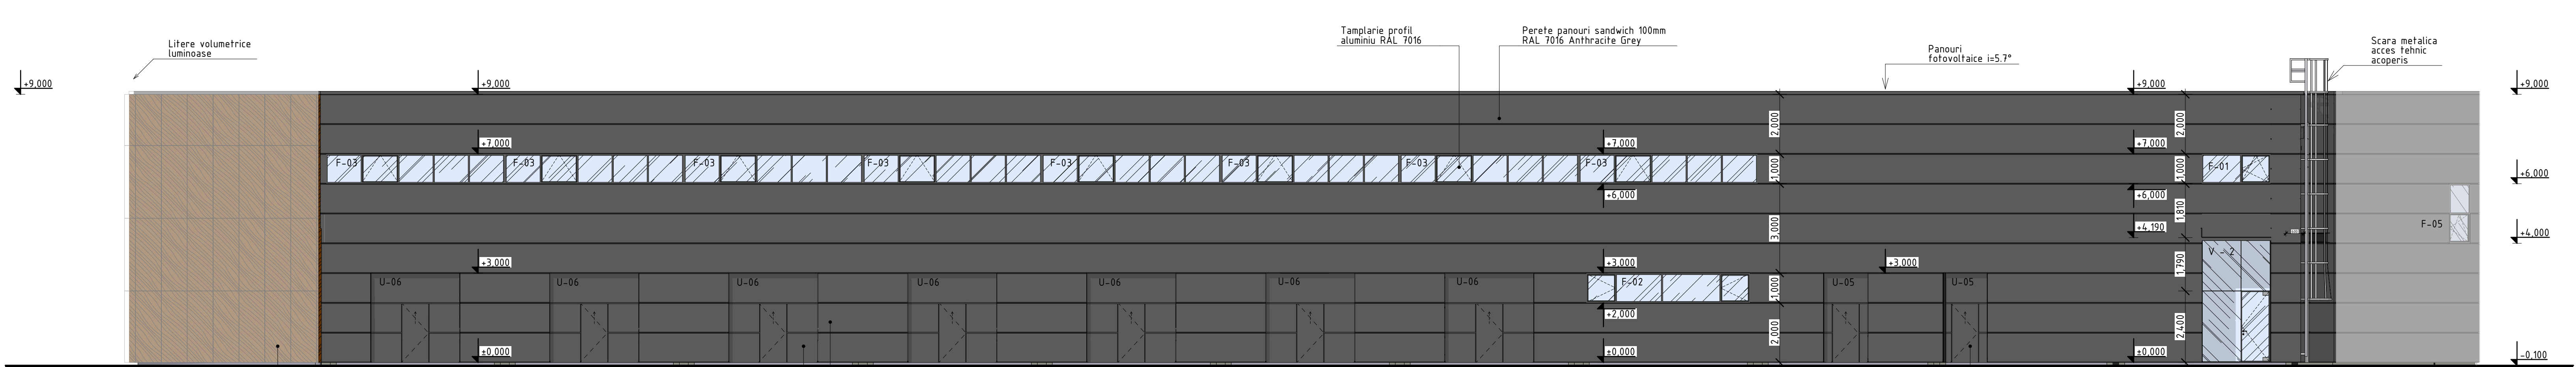 Litere volumetrice
luminoase
Tamplarie profil
aluminiu RAL 7016
Perete panouri sandwich 100mm
RAL 7016 Anthracite Grey
Panouri
fotovoltaice i=5.7°
Scara metalica
acces tehnic
acoperis
+9,000
+9,000
+9,000
+9,000
2,000
2,000
+7,000
+7,000
+7,000
F-03
F-03
F-03
F-03
F-03
F-03
F-03
F-03
1,000
1,000
F-01
+6,000
+6,000
+6,000
3,000
1,810
+4,190
F-05
+4,000
+3,000
+3,000
+3,000
1,790
V - 2
U-06
U-06
U-06
U-06
U-06
U-06
U-06
F-02
1,000
U-05
U-05
+2,000
2,000
2,400
±0,000
±0,000
±0,000
-0,100